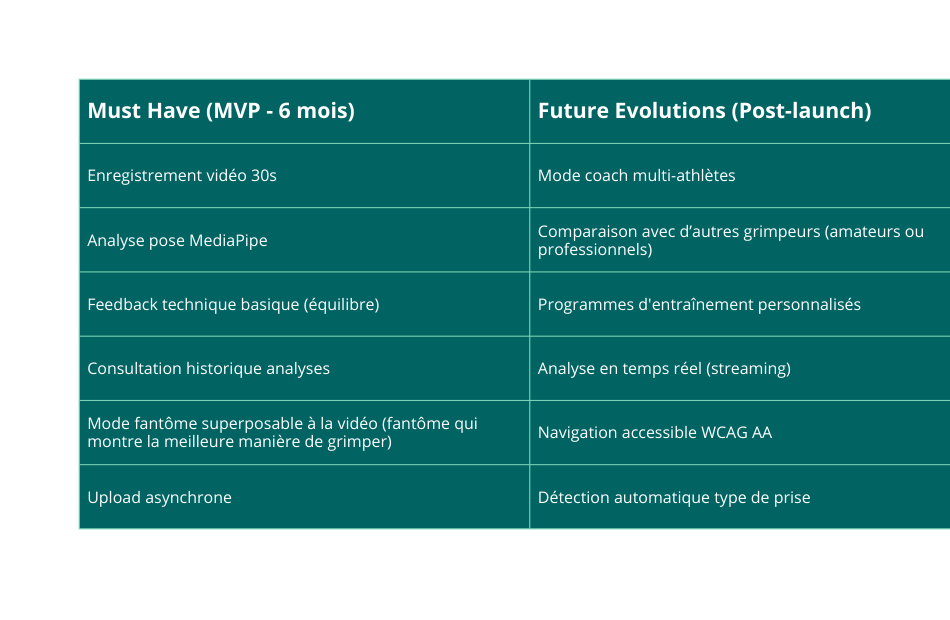 Must Have (MVP - 6 mois)
Future Evolutions (Post-launch)
Enregistrement vidéo 30s
Mode coach multi-athlètes
Analyse pose MediaPipe
Comparaison avec d’autres grimpeurs (amateurs ou
professionnels)
Feedback technique basique (équilibre)
Programmes d'entraînement personnalisés
Consultation historique analyses
Analyse en temps réel (streaming)
Mode fantôme superposable à la vidéo (fantôme qui
montre la meilleure manière de grimper)
Navigation accessible WCAG AA
Upload asynchrone
Détection automatique type de prise